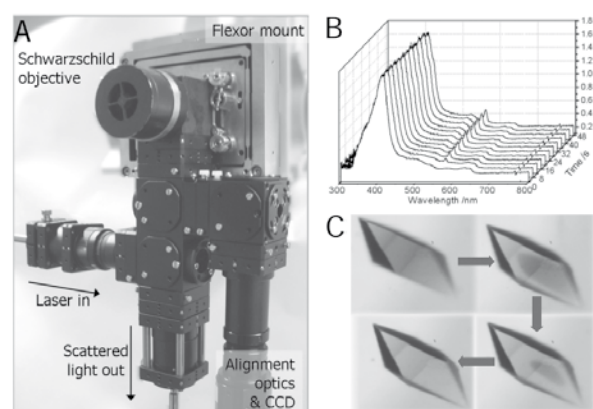 A
Flexor mount
Schwarzschild
objective
Laser in
Scattered
light out
Alignment
optics
& CCD
B
1.8
1.6
1.4
1.2
1.0
0.8
0.6
0.4
0.2
48
40
32
24
16
8
0
Time /s
300 400 500 600 700 800
Wavelength /nm
C